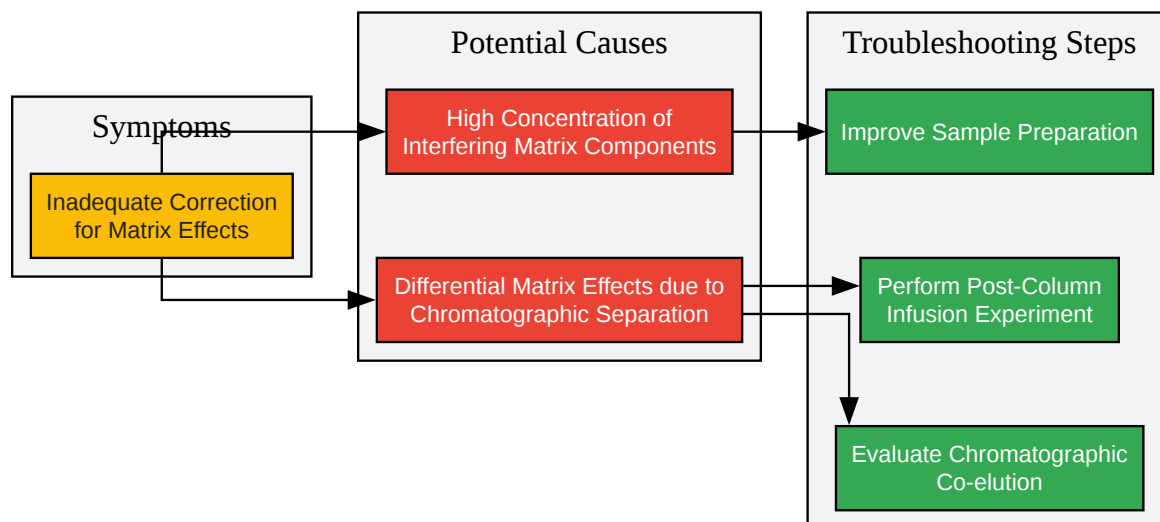 Symptoms
Inadequate Correction
for Matrix Effects
Potential Causes
High Concentration of
Interfering Matrix Components
Differential Matrix Effects due to
Chromatographic Separation
Troubleshooting Steps
Improve Sample Preparation
Perform Post-Column
Infusion Experiment
Evaluate Chromatographic
Co-elution